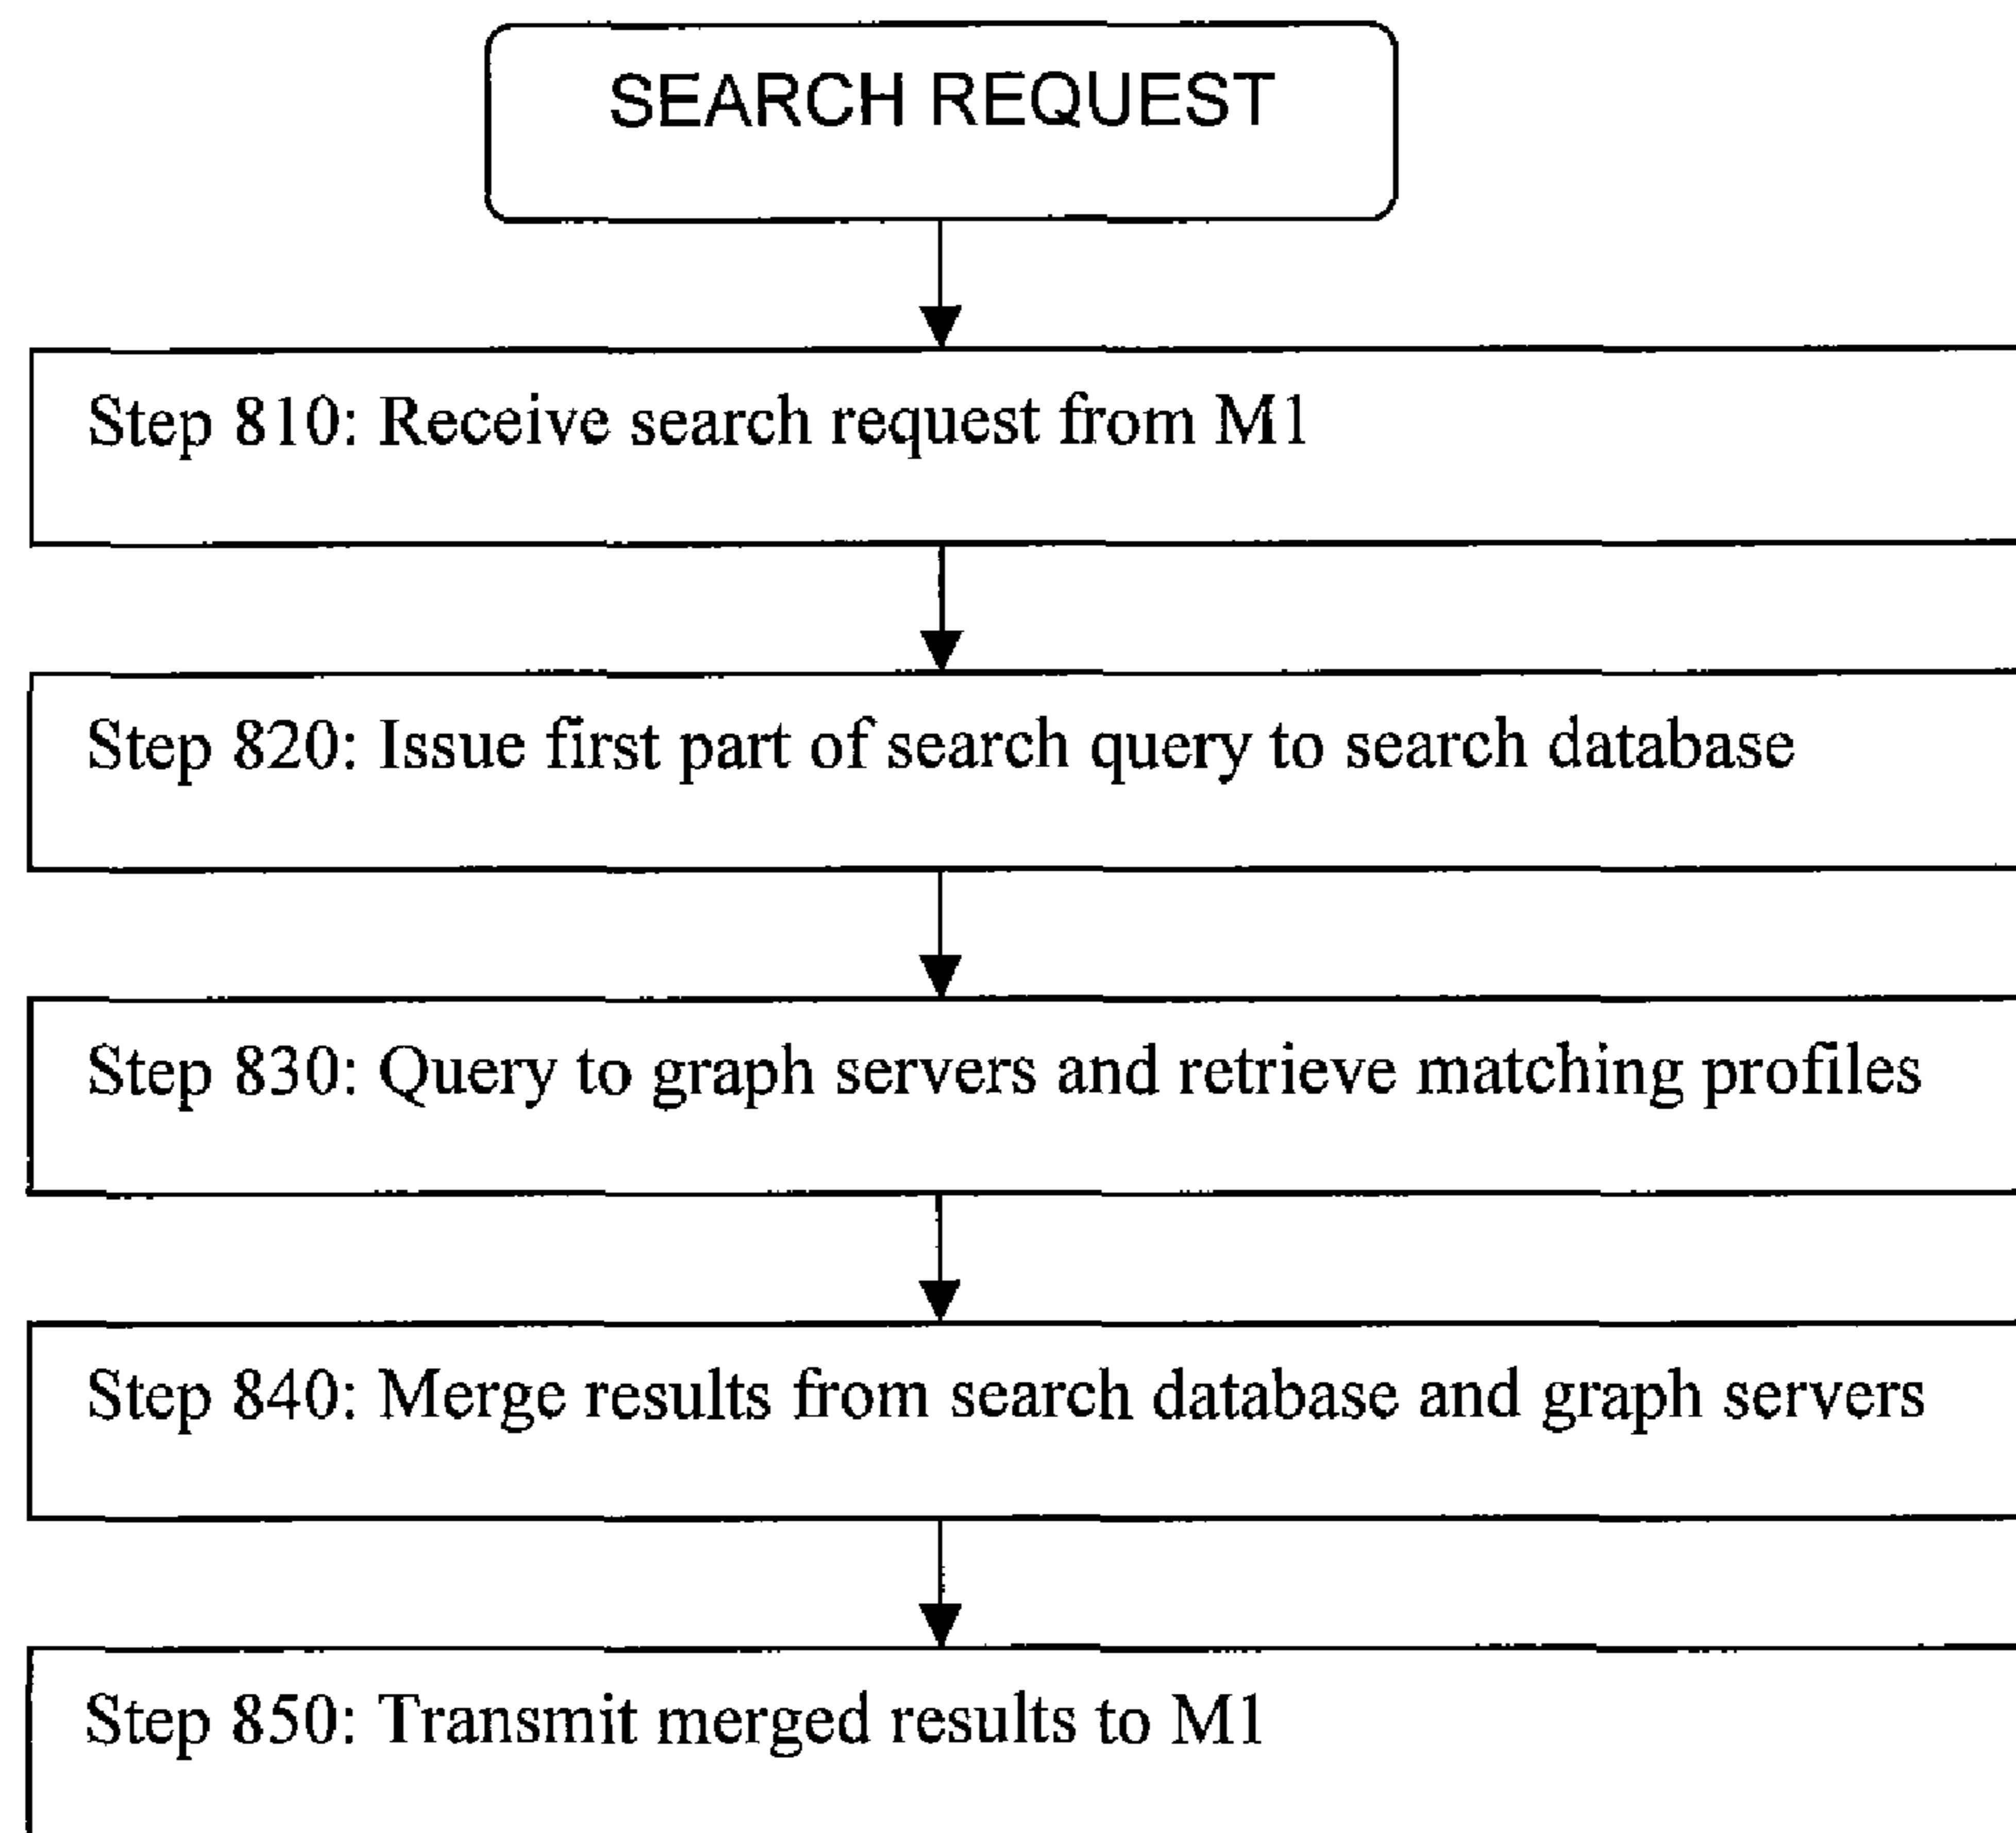 SEARCH REQUEST
Step 810: Receive search request from M1
Step 820: Issue first part of search query to search database
Step 830: Query to graph servers and retrieve matching profiles
Step 840: Merge results from search database and graph servers
Step 850: Transmit merged results to M1